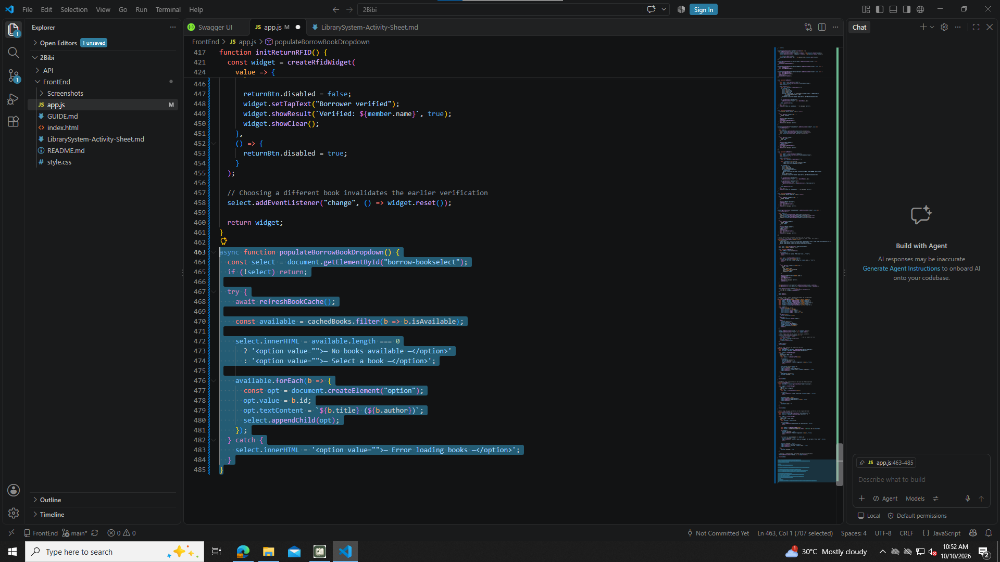 File Edit Selection View Go Run Terminal Help
2Bibi
Sign In
Explorer
Open Editors 1 unsaved
2Bibi
API
FrontEnd
Screenshots
JS app.js M
GUIDE.md
index.html
LibrarySystem-Activity-Sheet.md
README.md
# style.css
Outline
Timeline
Swagger UI
JS app.js M
LibrarySystem-Activity-Sheet.md
FrontEnd > JS app.js > populateBorrowBookDropdown
417 function initReturnRFID() {
421 const widget = createRfidWidget(
424 value => {
446
447 returnBtn.disabled = false;
448 widget.setTapText("Borrower verified");
449 widget.showResult(`Verified: ${member.name}`, true);
450 widget.showClear();
451 },
452 () => {
453 returnBtn.disabled = true;
454 }
455 );
456
457 // Choosing a different book invalidates the earlier verification
458 select.addEventListener("change", () => widget.reset());
459
460 return widget;
461 }
462
463 async function populateBorrowBookDropdown() {
464 const select = document.getElementById("borrow-bookselect");
465 if (!select) return;
466
467 try {
468 await refreshBookCache();
469
470 const available = cachedBooks.filter(b => b.isAvailable);
471
472 select.innerHTML = available.length === 0
473 ? '<option value="">— No books available —</option>'
474 : '<option value="">— Select a book —</option>';
475
476 available.forEach(b => {
477 const opt = document.createElement("option");
478 opt.value = b.id;
479 opt.textContent = `${b.title} (${b.author})`;
480 select.appendChild(opt);
481 });
482 } catch {
483 select.innerHTML = '<option value="">— Error loading books —</option>';
484 }
485 }
Chat
Build with Agent
AI responses may be inaccurate
Generate Agent Instructions to onboard AI
onto your codebase.
JS app.js:463-485
Describe what to build
Agent Models
Local Default permissions
FrontEnd main* 0 0
Not Committed Yet Ln 463, Col 1 (707 selected) Spaces: 4 UTF-8 CRLF {} JavaScript
Type here to search
30°C Mostly cloudy
10:52 AM
10/10/2026